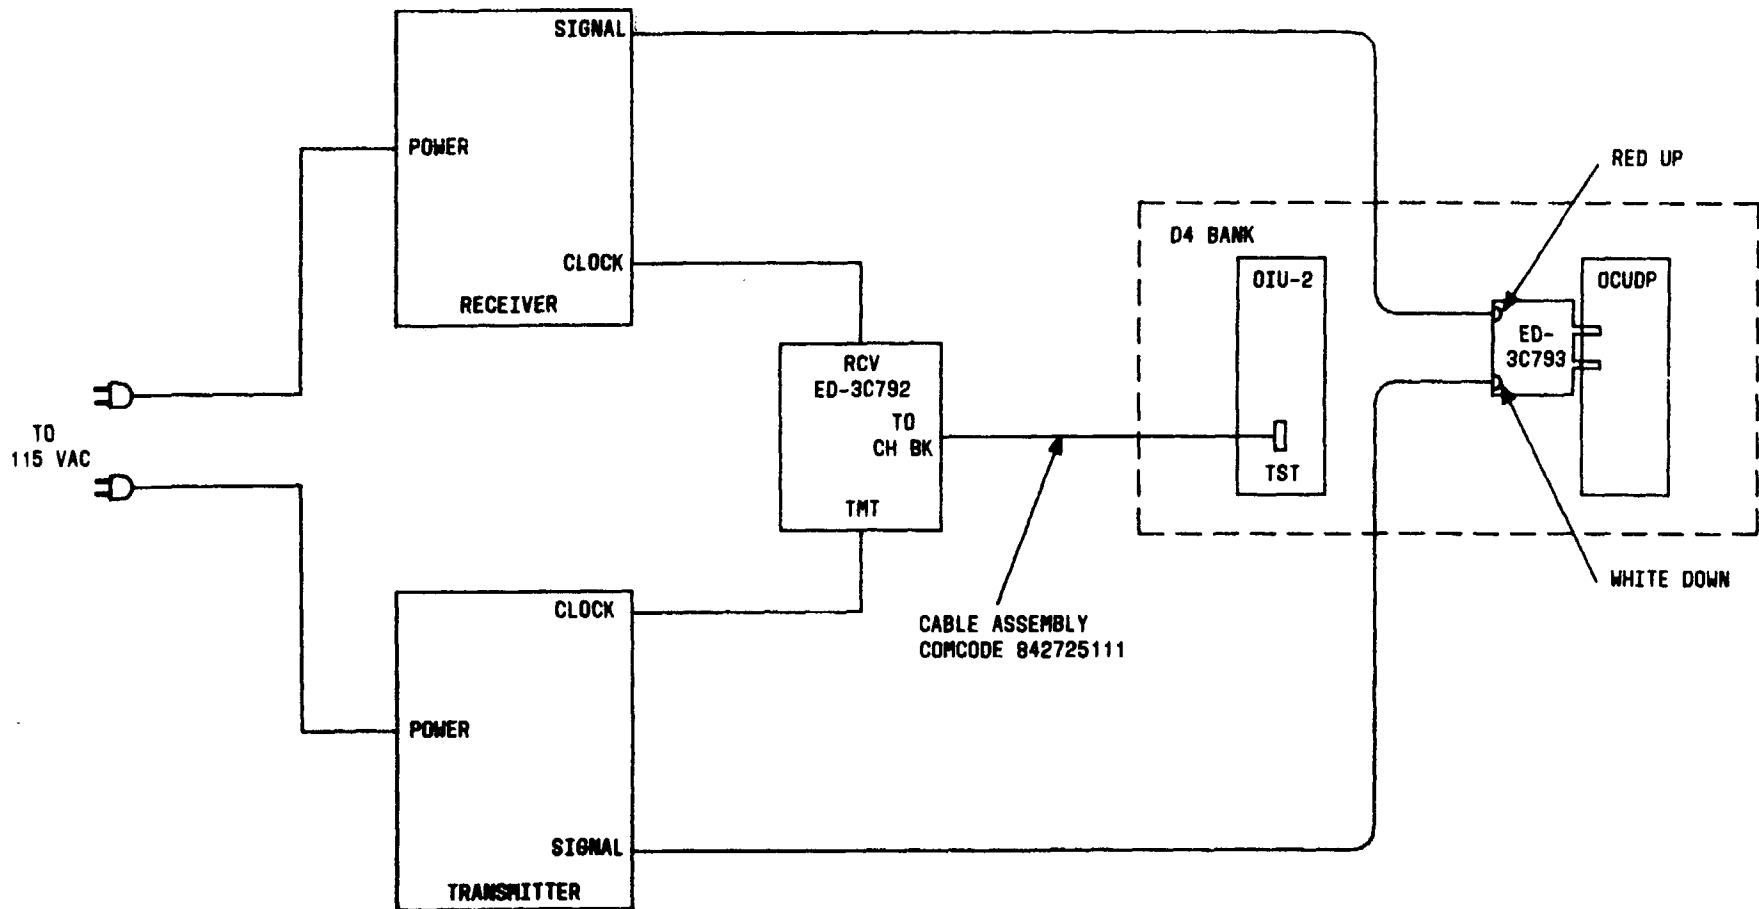 SIGNAL
POWER
CLOCK
RECEIVER
RED UP
D4 BANK
OIU-2
OCUDP
ED-
3C793
RCV
ED-3C792
TO
CH BK
TMT
TST
TO
115 VAC
WHITE DOWN
CABLE ASSEMBLY
COMCODE 842725111
CLOCK
POWER
SIGNAL
TRANSMITTER